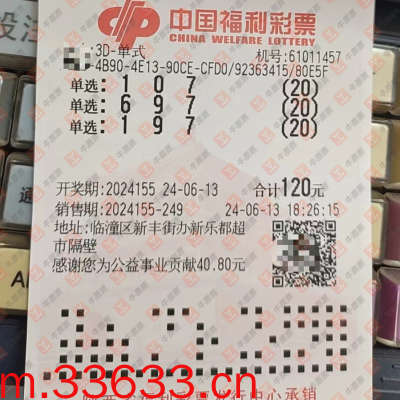 中国福利彩票
CHINA WELFARE LOTTERY
3D-单式 机号:61011457
4B90-4E13-90CE-CFD0/92363415/80E5F
单选: 1 0 7 (20)
单选: 6 9 7 (20)
单选: 1 9 7 (20)
开奖期:2024155 24-06-13 合计120元
销售期:2024155-249 24-06-13 18:26:15
地址:临潼区新丰街办新乐都超
市隔壁
感谢您为公益事业贡献40.80元
m.33633.cn
中心承销